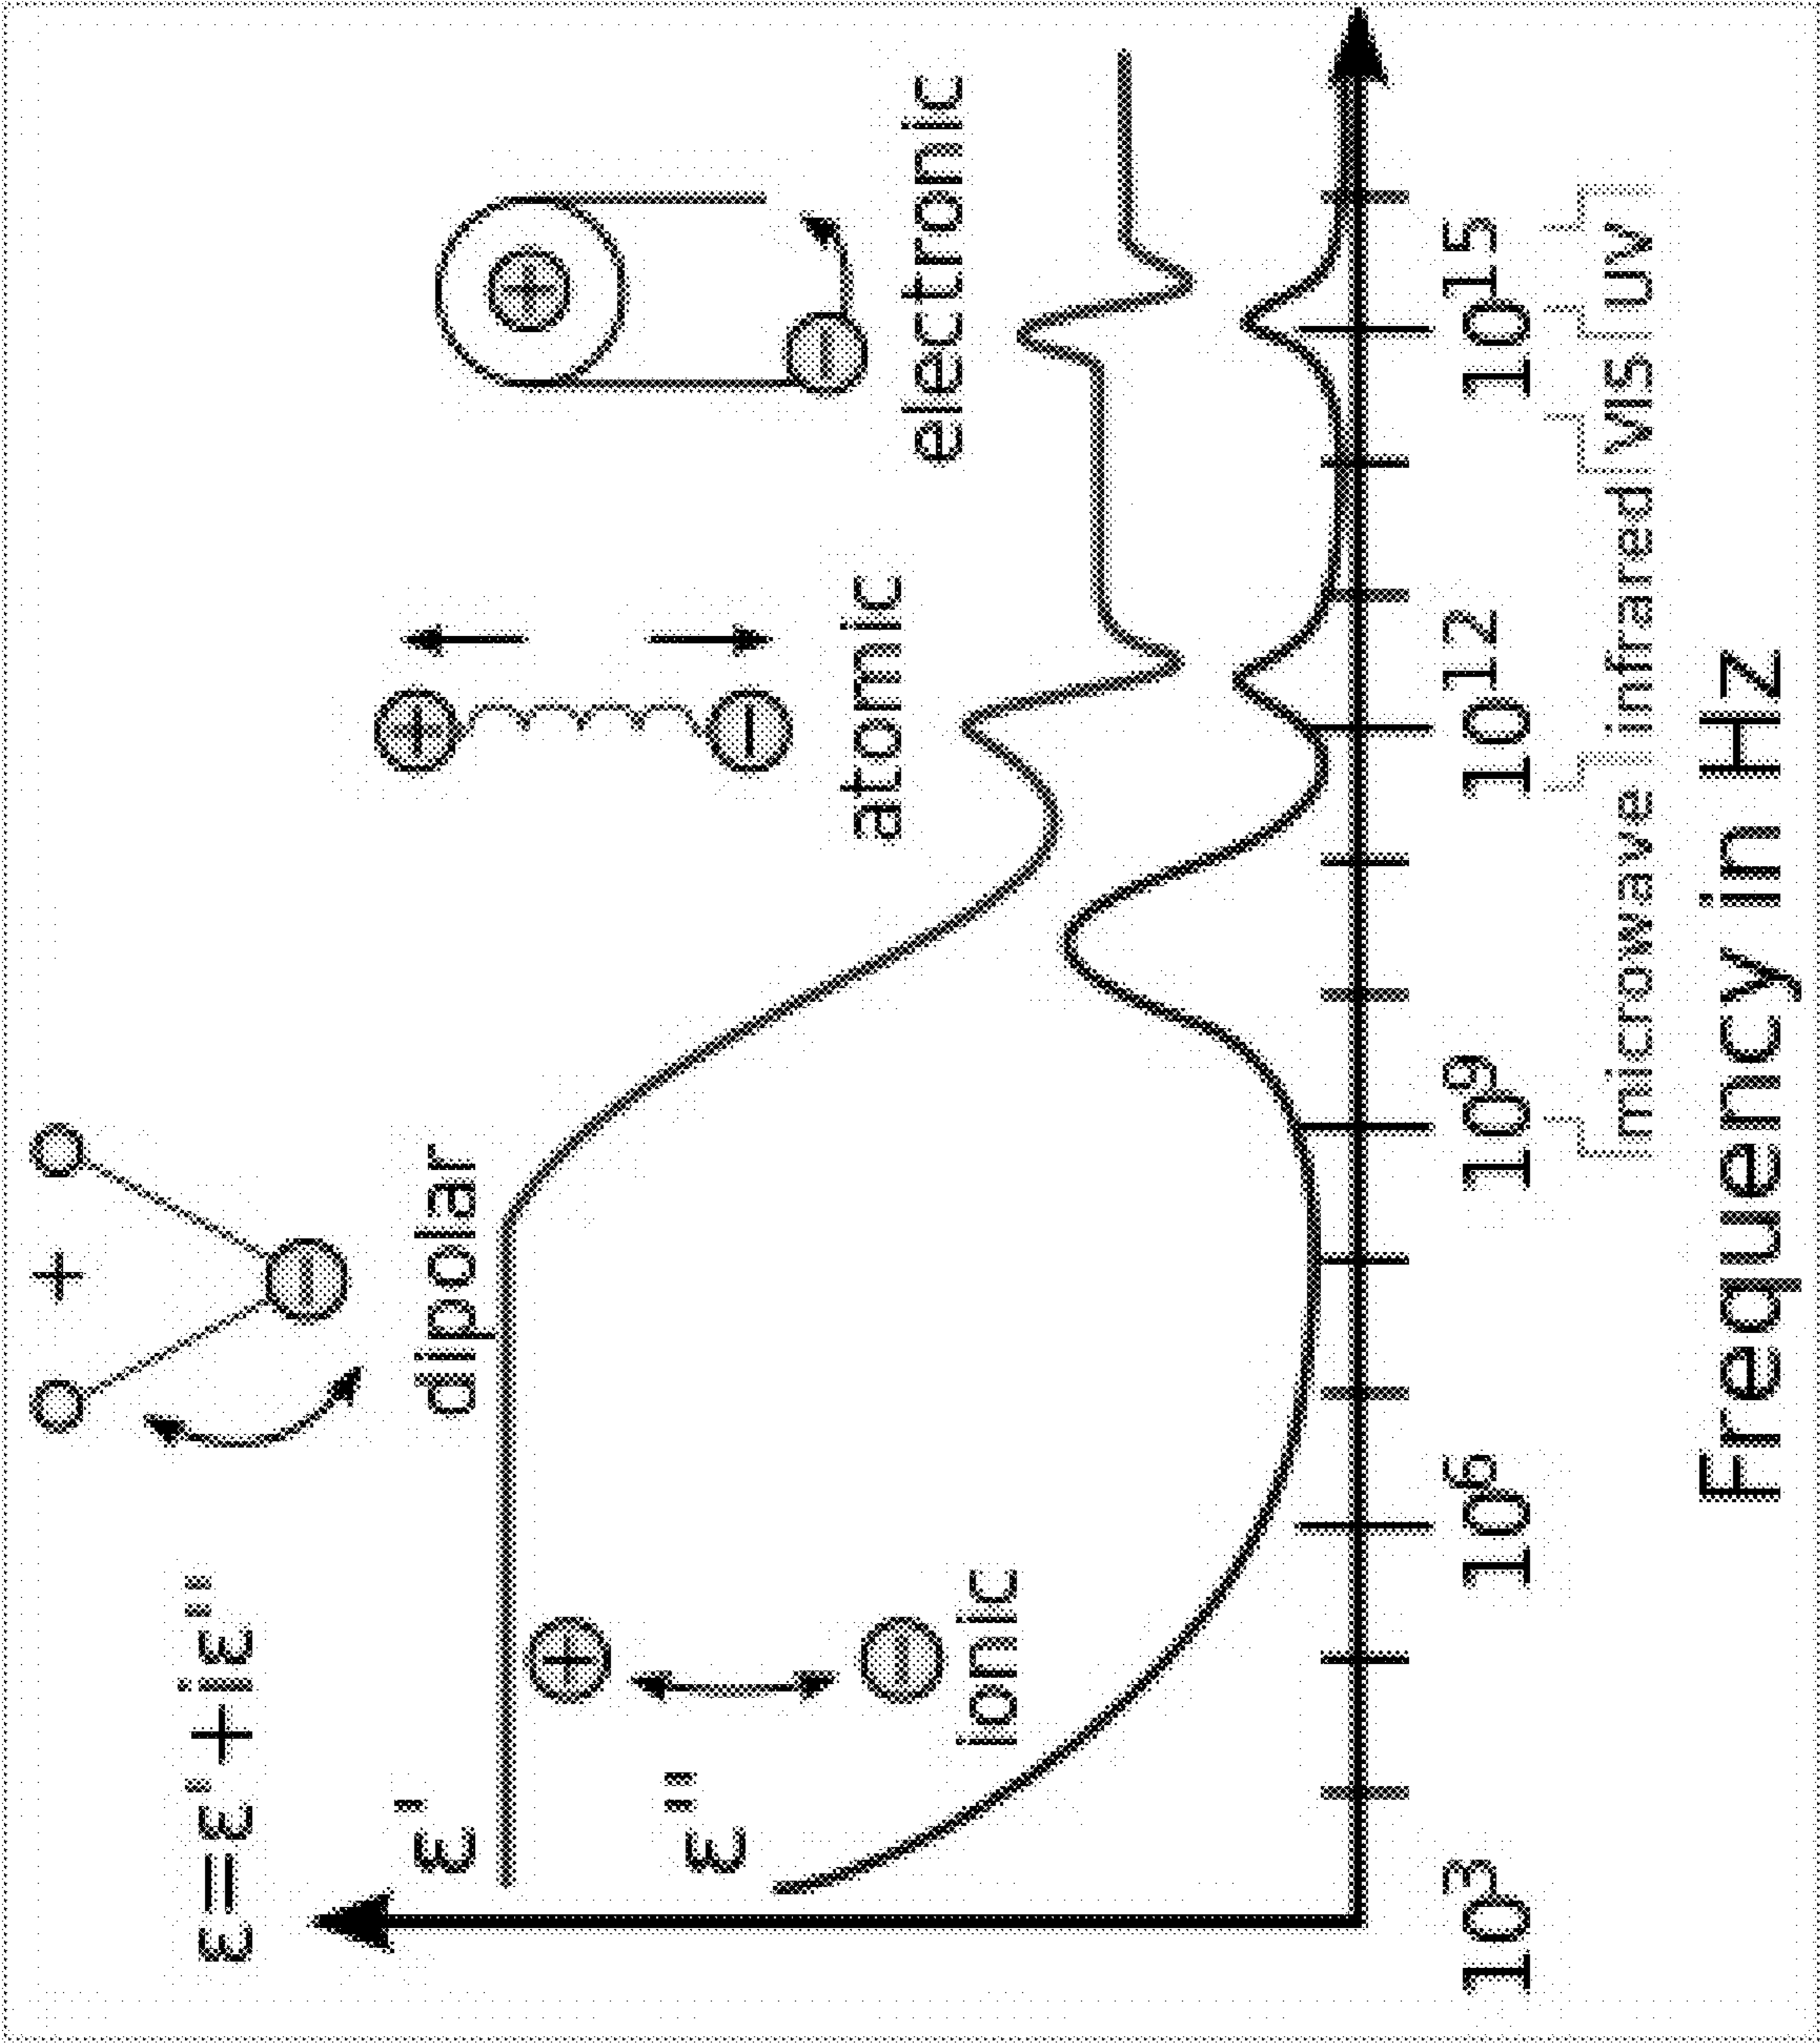 ε=ε'+iε''
ε'
ε''
+
−
ionic
+
−
dipolar
+
−
atomic
+
−
electronic
10³ 10⁶ 10⁹ 10¹² 10¹⁵
microwave infrared VIS UV
Frequency in Hz